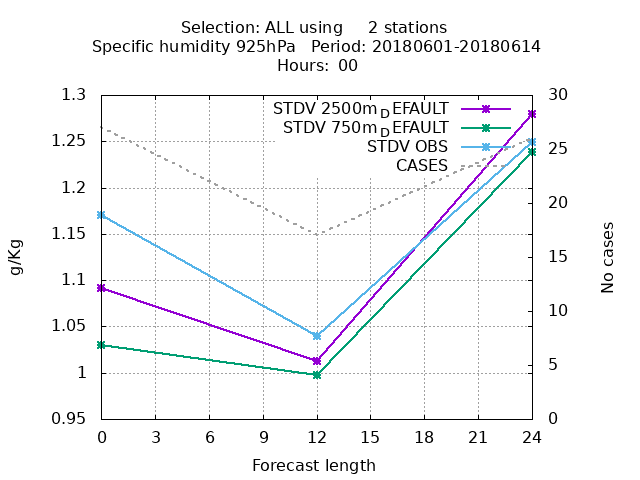 Selection: ALL using     2 stations
Specific humidity 925hPa   Period: 20180601-20180614
Hours: 00
STDV 2500m_DEFAULT
STDV 750m_DEFAULT
STDV OBS
CASES
1.3
1.25
1.2
1.15
1.1
1.05
1
0.95
g/Kg
30
25
20
15
10
5
0
No cases
0 3 6 9 12 15 18 21 24
Forecast length